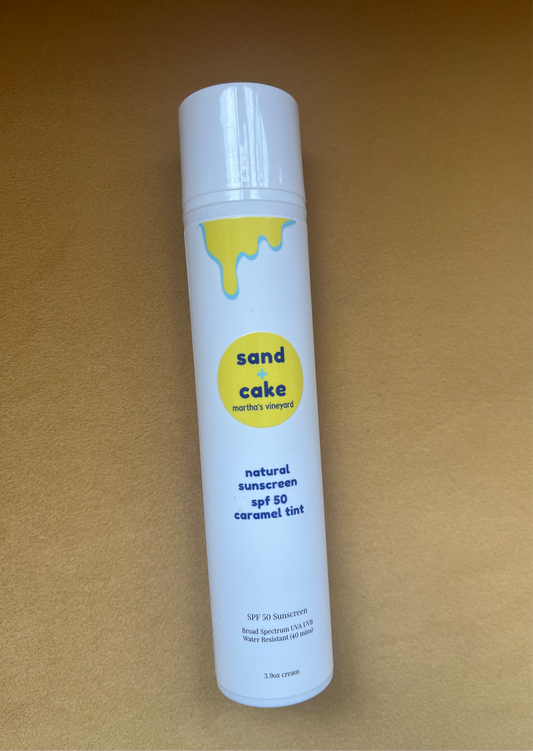 sand
+
cake
martha's vineyard
natural
sunscreen
spf 50
caramel tint
SPF 50 Sunscreen
Broad Spectrum UVA UVB
Water Resistant (40 mins)
3.9oz cream